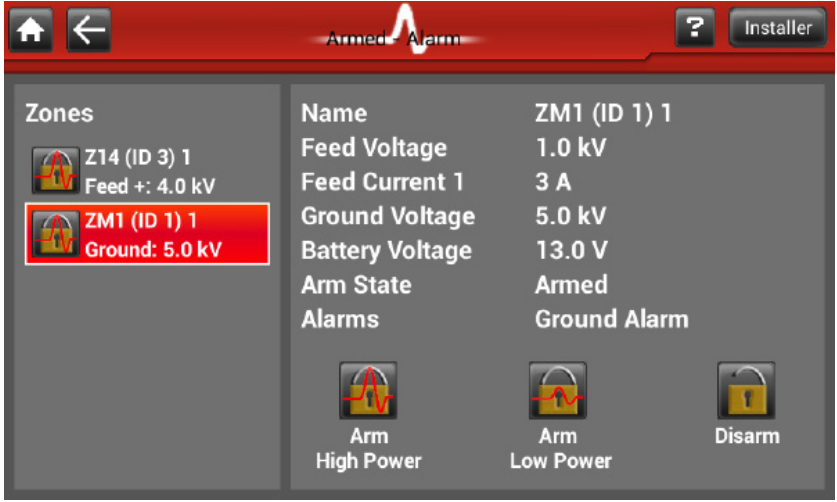 Armed - Alarm
?
Installer
Zones
Z14 (ID 3) 1
Feed +: 4.0 kV
ZM1 (ID 1) 1
Ground: 5.0 kV
Name ZM1 (ID 1) 1
Feed Voltage 1.0 kV
Feed Current 1 3 A
Ground Voltage 5.0 kV
Battery Voltage 13.0 V
Arm State Armed
Alarms Ground Alarm
Arm
High Power
Arm
Low Power
Disarm